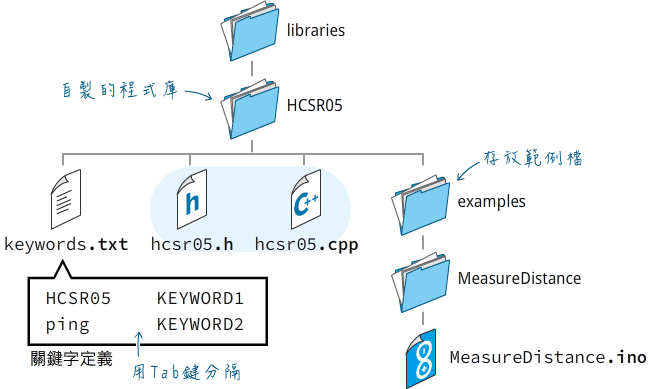 libraries
自製的程式庫
HCSR05
存放範例檔
h
C++
examples
keywords.txt
hcsr05.h
hcsr05.cpp
HCSR05 KEYWORD1
ping KEYWORD2
MeasureDistance
關鍵字定義
用Tab鍵分隔
MeasureDistance.ino